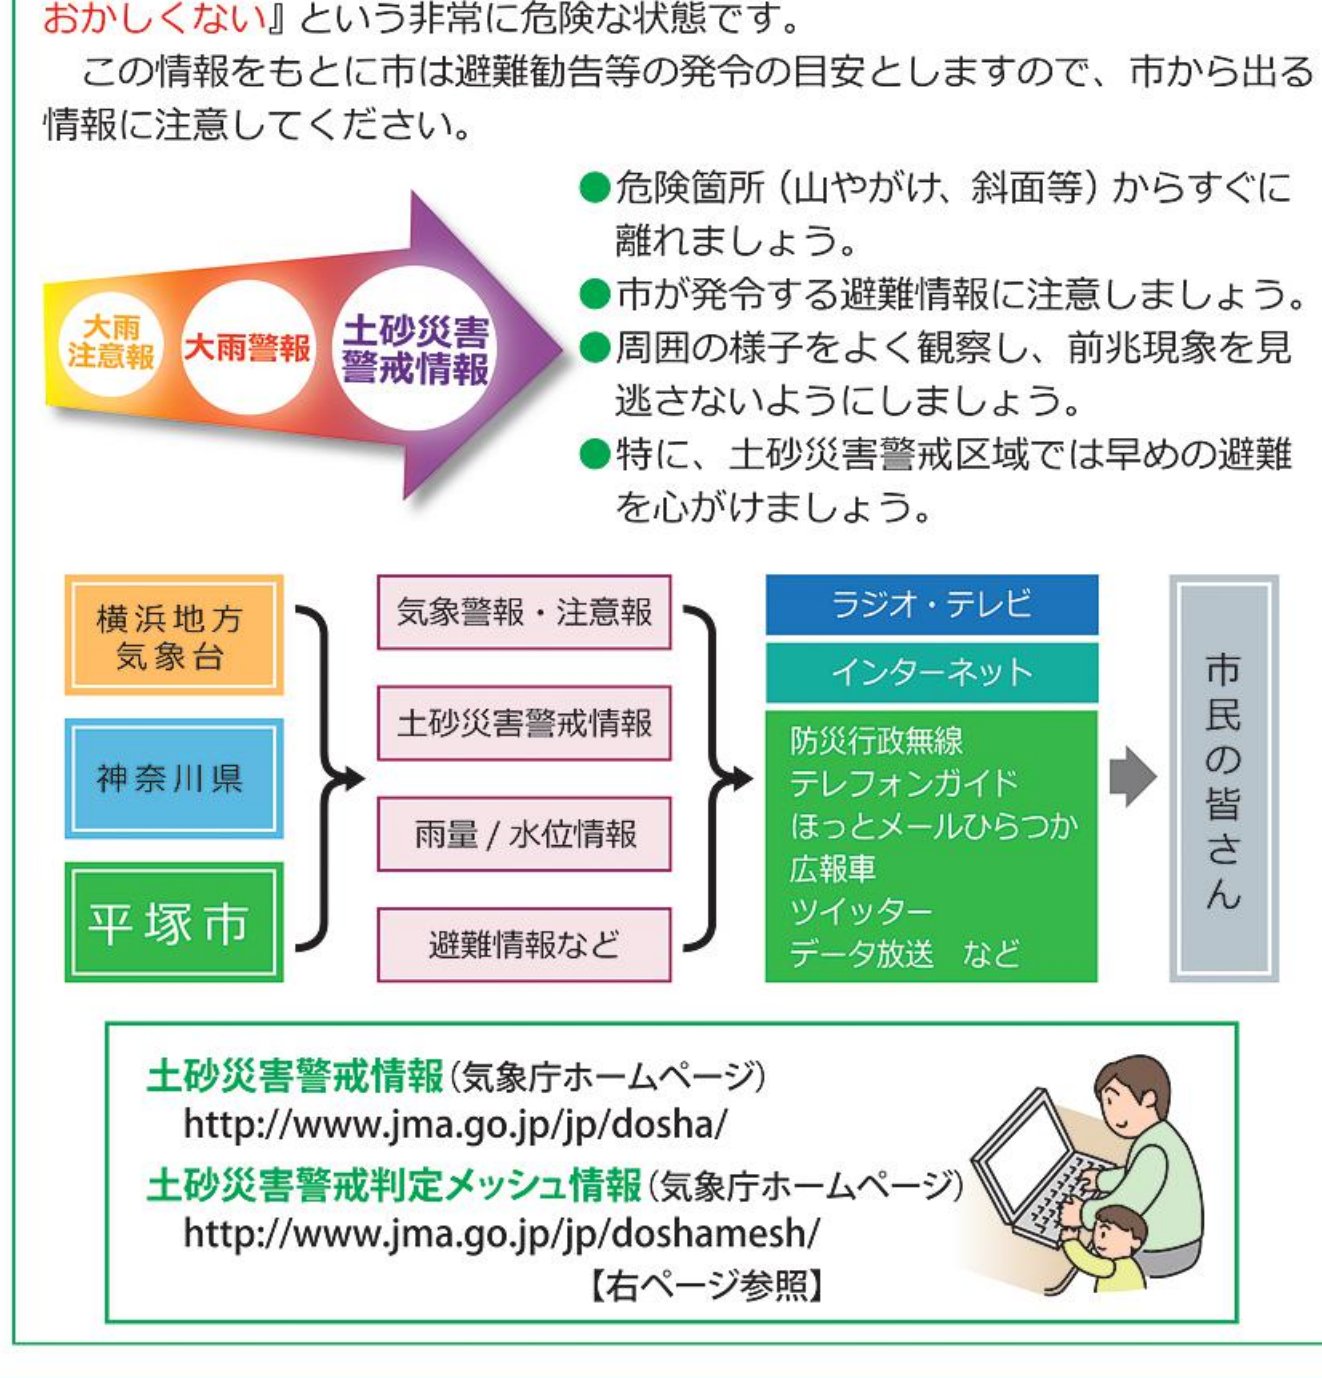 おかしくない』という非常に危険な状態です。
　この情報をもとに市は避難勧告等の発令の目安としますので、市から出る
情報に注意してください。
大雨
注意報
大雨警報
土砂災害
警戒情報
●危険箇所（山やがけ、斜面等）からすぐに
離れましょう。
●市が発令する避難情報に注意しましょう。
●周囲の様子をよく観察し、前兆現象を見
逃さないようにしましょう。
●特に、土砂災害警戒区域では早めの避難
を心がけましょう。
横浜地方
気象台
神奈川県
平塚市
気象警報・注意報
土砂災害警戒情報
雨量 / 水位情報
避難情報など
ラジオ・テレビ
インターネット
防災行政無線
テレフォンガイド
ほっとメールひらつか
広報車
ツイッター
データ放送　など
市民の皆さん
土砂災害警戒情報（気象庁ホームページ）
http://www.jma.go.jp/jp/dosha/
土砂災害警戒判定メッシュ情報（気象庁ホームページ）
http://www.jma.go.jp/jp/doshamesh/
【右ページ参照】